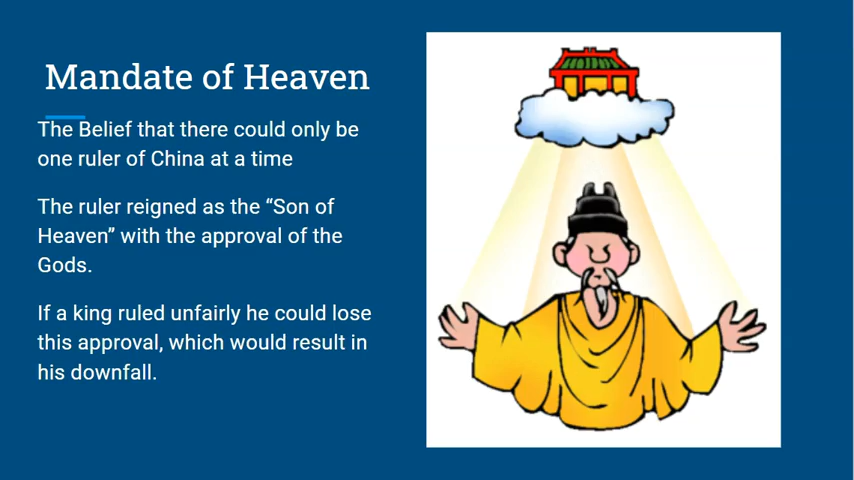 Mandate of Heaven
The Belief that there could only be
one ruler of China at a time
The ruler reigned as the “Son of
Heaven” with the approval of the
Gods.
If a king ruled unfairly he could lose
this approval, which would result in
his downfall.